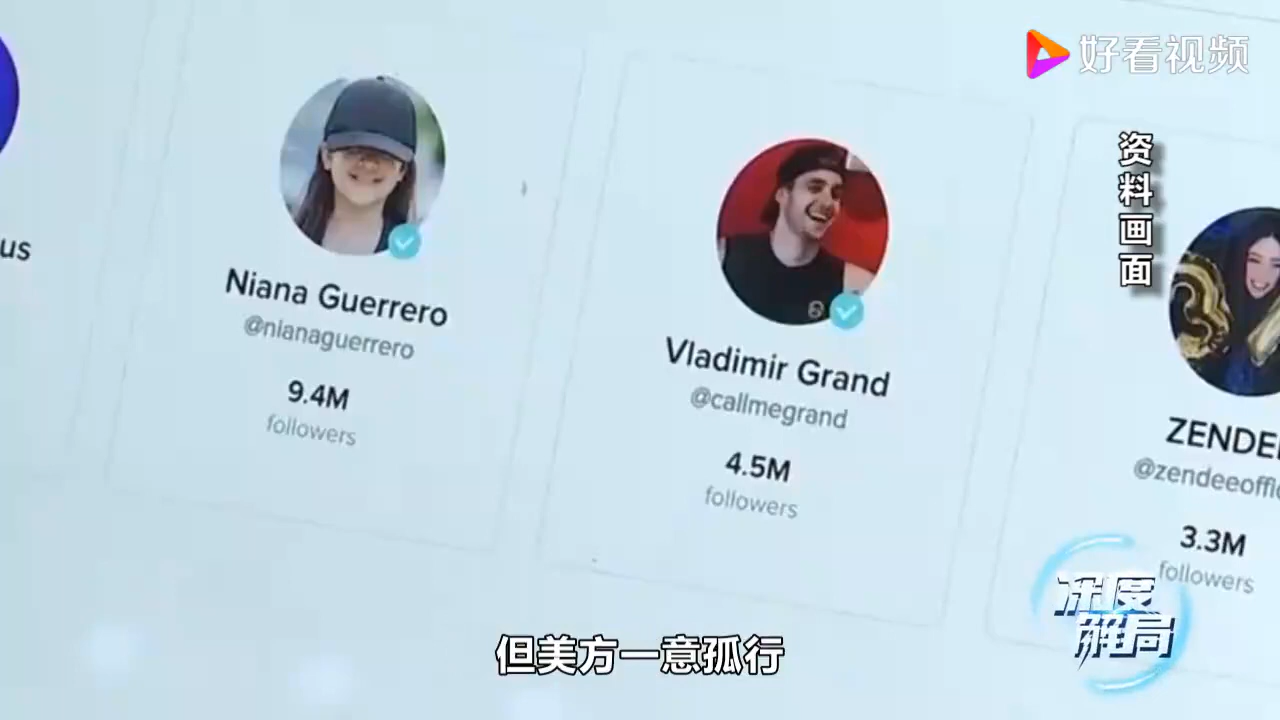 好看视频
资料画面
us
Niana Guerrero
@nianaguerrero
9.4M
followers
Vladimir Grand
@callmegrand
4.5M
followers
ZENDE
@zendeeoffi
3.3M
followers
深度
解局
但美方一意孤行